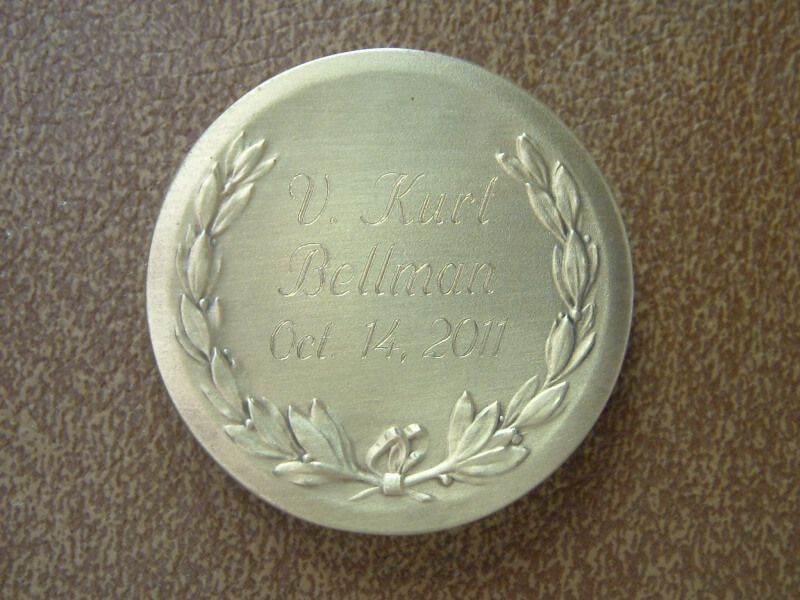 V. Kurt
Bellman
Oct. 14, 2011